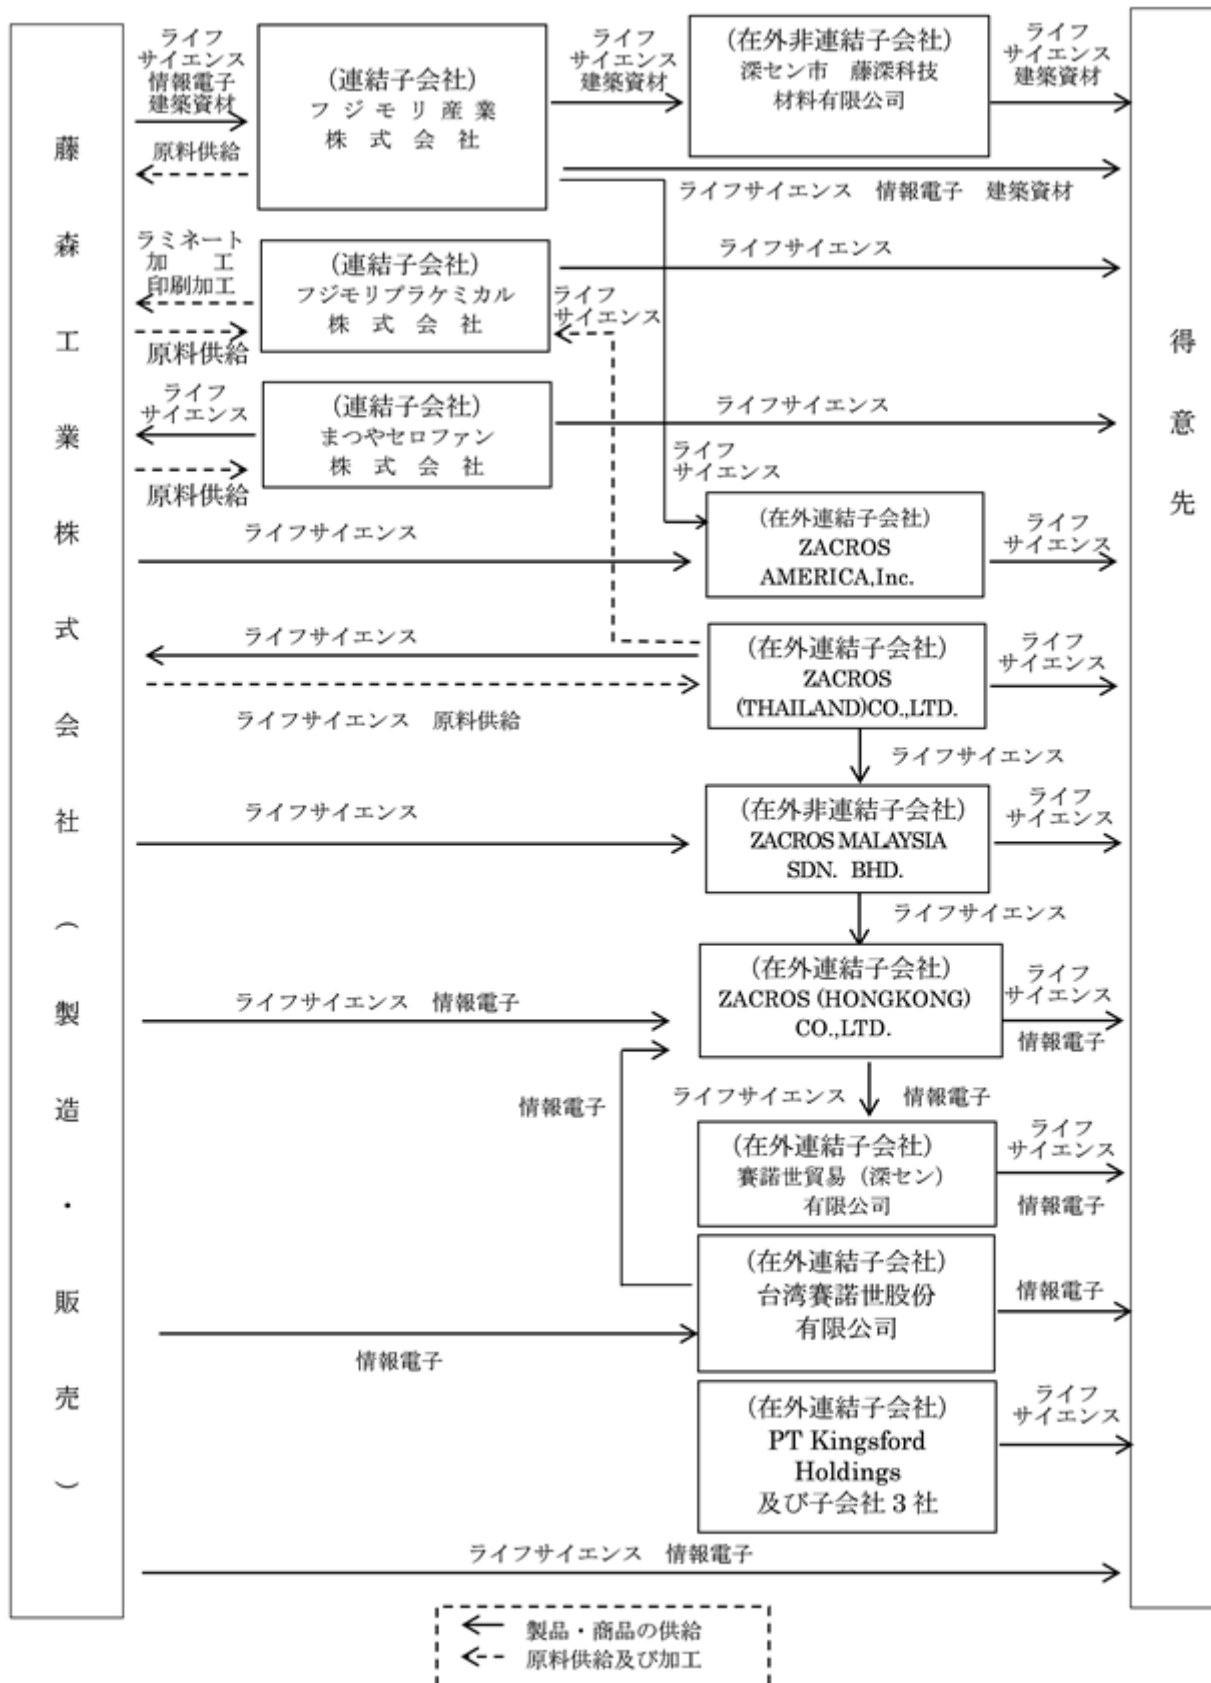 藤森工業株式会社（製造・販売）
ライフ
サイエンス
情報電子
建築資材
原料供給
(連結子会社)
フジモリ産業
株式会社
ライフ
サイエンス
建築資材
(在外非連結子会社)
深セン市　藤深科技
材料有限公司
ライフ
サイエンス
建築資材
ライフサイエンス　情報電子　建築資材
ラミネート
加　工
印刷加工
原料供給
(連結子会社)
フジモリプラケミカル
株式会社
ライフサイエンス
ライフ
サイエンス
ライフ
サイエンス
原料供給
(連結子会社)
まつやセロファン
株式会社
ライフサイエンス
ライフ
サイエンス
ライフサイエンス
(在外連結子会社)
ZACROS
AMERICA,Inc.
ライフ
サイエンス
ライフサイエンス
ライフサイエンス　原料供給
(在外連結子会社)
ZACROS
(THAILAND)CO.,LTD.
ライフ
サイエンス
ライフサイエンス
ライフサイエンス
(在外非連結子会社)
ZACROS MALAYSIA
SDN. BHD.
ライフ
サイエンス
ライフサイエンス
ライフサイエンス　情報電子
(在外連結子会社)
ZACROS (HONGKONG)
CO.,LTD.
ライフ
サイエンス
情報電子
情報電子
ライフサイエンス　情報電子
(在外連結子会社)
賽諾世貿易（深セン）
有限公司
ライフ
サイエンス
情報電子
(在外連結子会社)
台湾賽諾世股份
有限公司
情報電子
情報電子
(在外連結子会社)
PT Kingsford
Holdings
及び子会社３社
ライフ
サイエンス
ライフサイエンス　情報電子
得意先
製品・商品の供給
原料供給及び加工